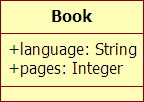 Book
+language: String
+pages: Integer